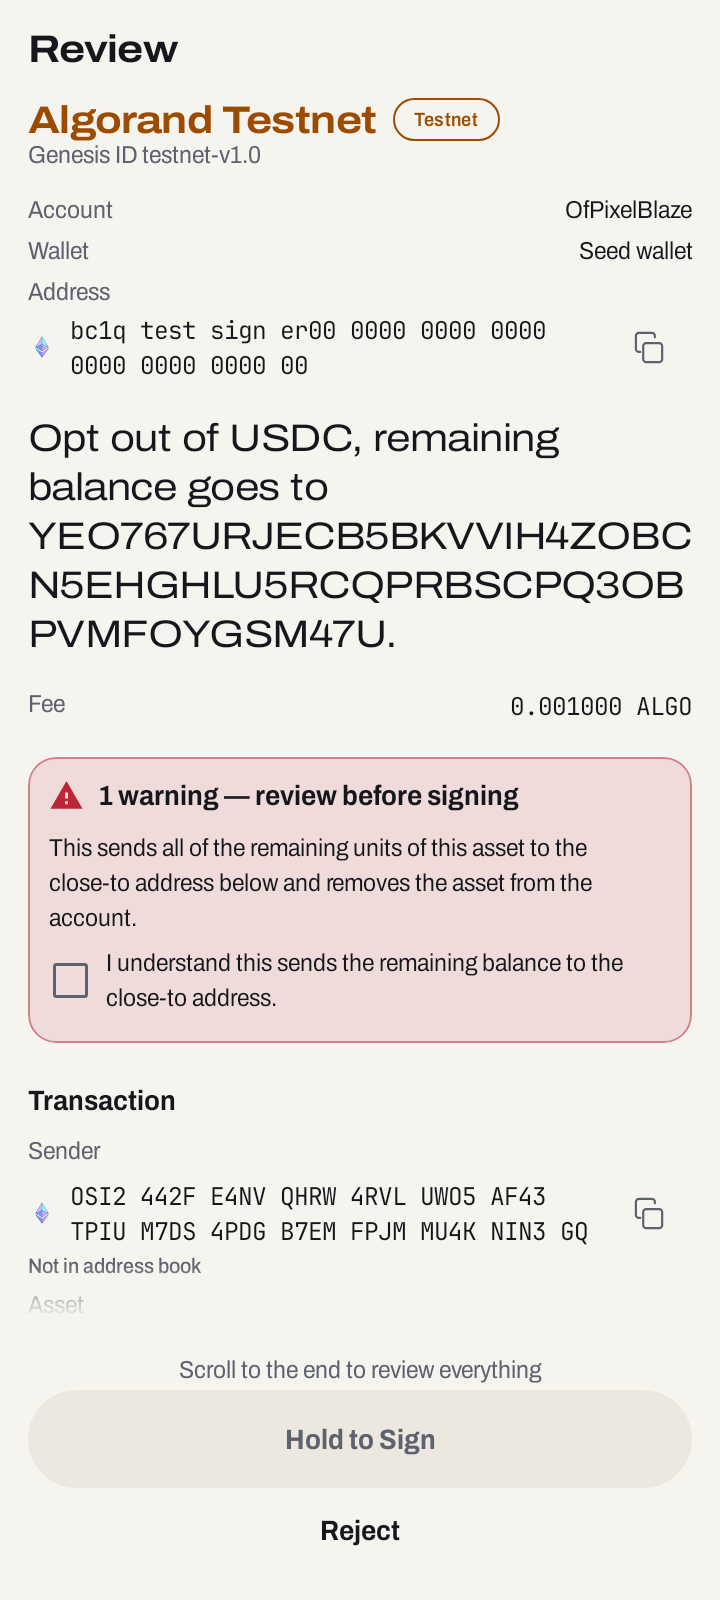 Review
Algorand Testnet Testnet
Genesis ID testnet-v1.0
Account OfPixelBlaze
Wallet Seed wallet
Address
bc1q test sign er00 0000 0000 0000
0000 0000 0000 00
Opt out of USDC, remaining
balance goes to
YEO767URJECB5BKVVIH4ZOBC
N5EHGHLU5RCQPRBSCPQ3OB
PVMFOYGSM47U.
Fee 0.001000 ALGO
1 warning — review before signing
This sends all of the remaining units of this asset to the
close-to address below and removes the asset from the
account.
I understand this sends the remaining balance to the
close-to address.
Transaction
Sender
OSI2 442F E4NV QHRW 4RVL UWO5 AF43
TPIU M7DS 4PDG B7EM FPJM MU4K NIN3 GQ
Not in address book
Asset
Scroll to the end to review everything
Hold to Sign
Reject